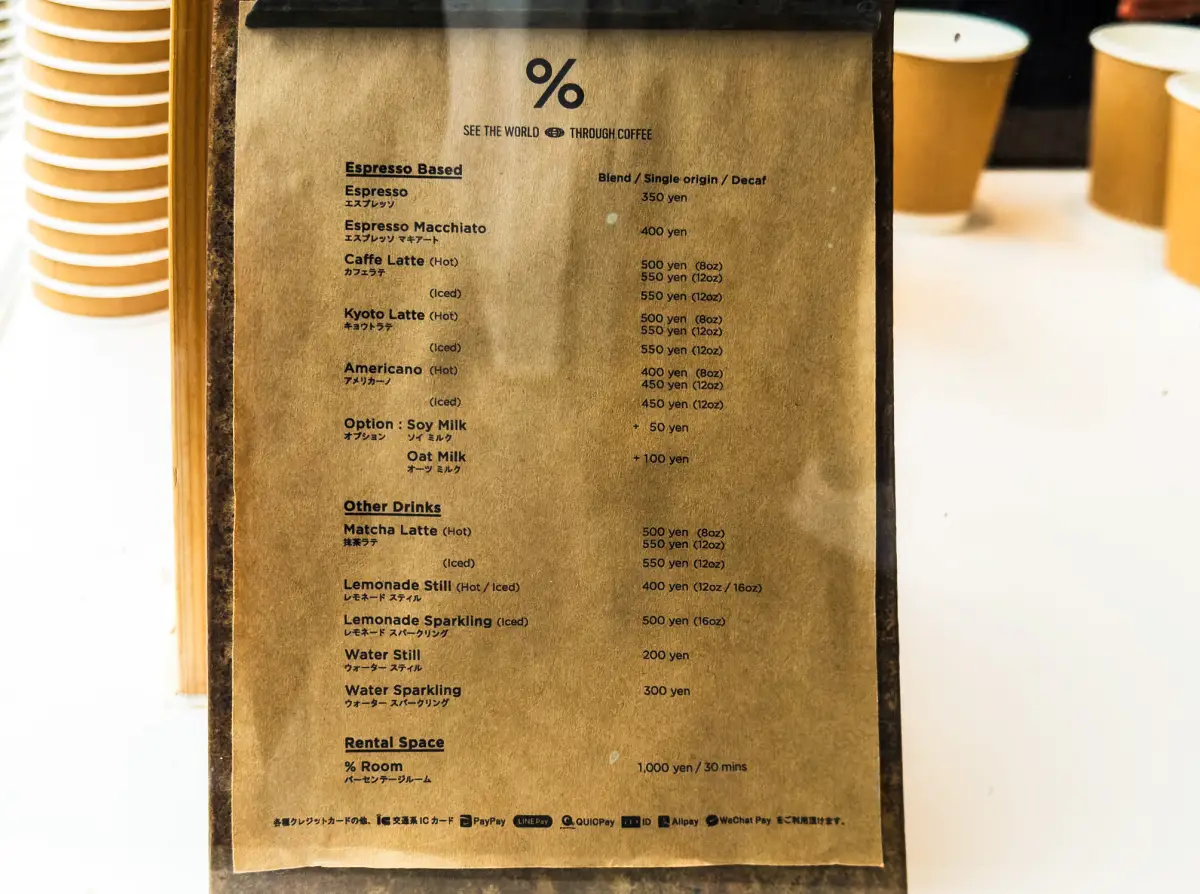 %
SEE THE WORLD THROUGH COFFEE
Espresso Based
Blend / Single origin / Decaf
Espresso 350 yen
エスプレッソ
Espresso Macchiato 400 yen
エスプレッソ マキアート
Caffe Latte (Hot) 500 yen (8oz)
カフェラテ 550 yen (12oz)
(Iced) 550 yen (12oz)
Kyoto Latte (Hot) 500 yen (8oz)
キョウトラテ 550 yen (12oz)
(Iced) 550 yen (12oz)
Americano (Hot) 400 yen (8oz)
アメリカーノ 450 yen (12oz)
(Iced) 450 yen (12oz)
Option : Soy Milk + 50 yen
オプション ソイ ミルク
Oat Milk + 100 yen
オーツ ミルク
Other Drinks
Matcha Latte (Hot) 500 yen (8oz)
抹茶ラテ 550 yen (12oz)
(Iced) 550 yen (12oz)
Lemonade Still (Hot / Iced) 400 yen (12oz / 16oz)
レモネード スティル
Lemonade Sparkling (Iced) 500 yen (16oz)
レモネード スパークリング
Water Still 200 yen
ウォーター スティル
Water Sparkling 300 yen
ウォーター スパークリング
Rental Space
% Room 1,000 yen / 30 mins
パーセンテージルーム
各種クレジットカードの他、 交通系 IC カード PayPay LINE Pay QUICPay iD Alipay WeChat Pay をご利用頂けます。